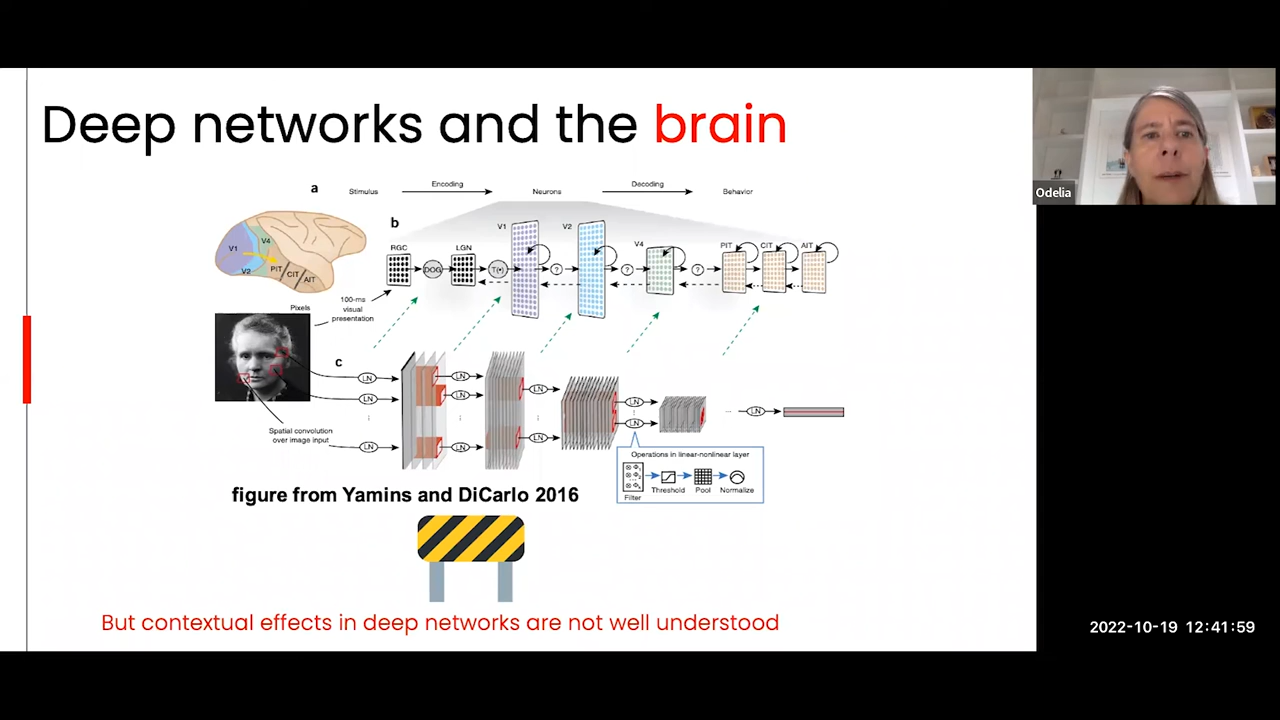 Deep networks and the brain
Odelia
a
Stimulus
Encoding
Neurons
Decoding
Behavior
b
V1
V2
V4
PIT
CIT
AIT
RGC
LGN
DOG
T(•)
?
?
?
V1
V4
V2
PIT
CIT
AIT
Pixels
100-ms
visual
presentation
c
LN
LN
LN
LN
LN
LN
LN
LN
LN
LN
LN
Spatial convolution
over image input
Operations in linear-nonlinear layer
Filter
Threshold
Pool
Normalize
figure from Yamins and DiCarlo 2016
But contextual effects in deep networks are not well understood
2022-10-19 12:41:59